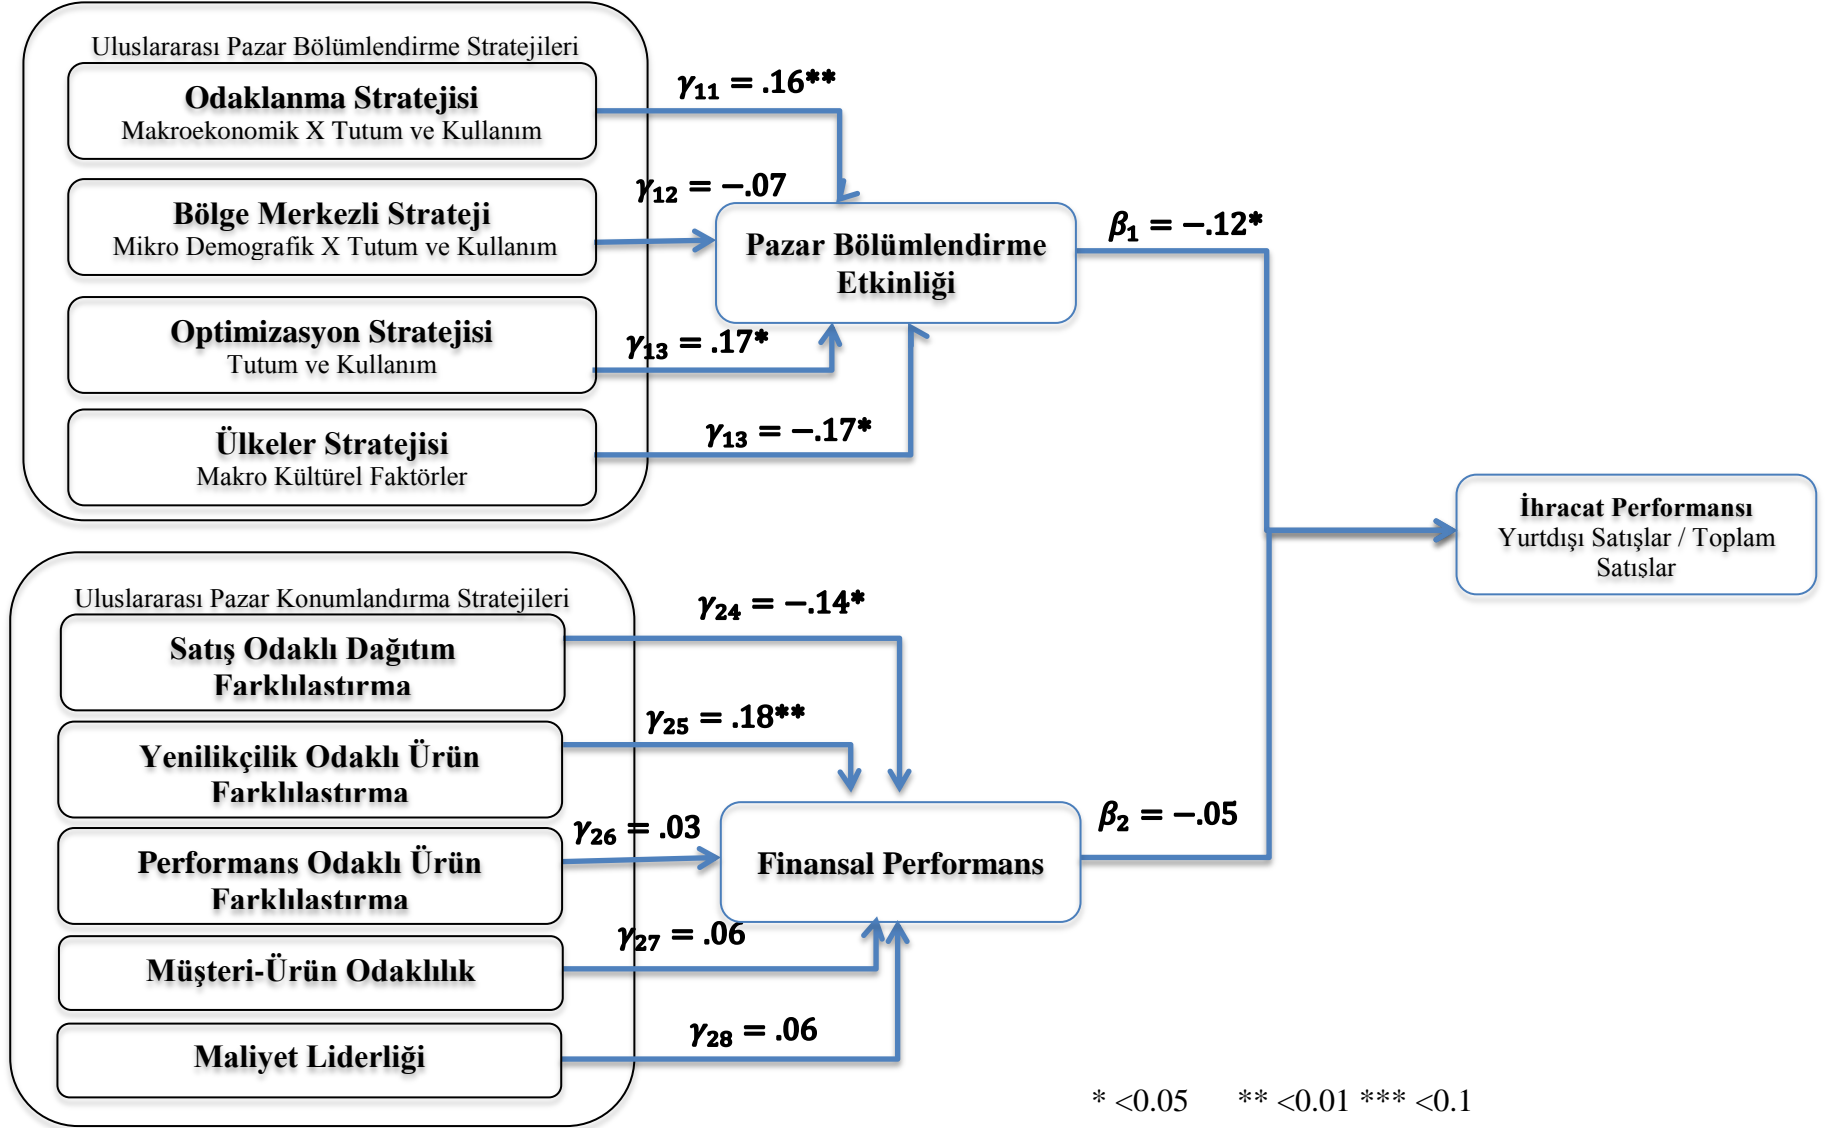 Uluslararası Pazar Bölümlendirme Stratejileri
Odaklanma Stratejisi
Makroekonomik X Tutum ve Kullanım
γ11 = .16**
Bölge Merkezli Strateji
Mikro Demografik X Tutum ve Kullanım
γ12 = −.07
Optimizasyon Stratejisi
Tutum ve Kullanım
γ13 = .17*
Ülkeler Stratejisi
Makro Kültürel Faktörler
γ13 = −.17*
Pazar Bölümlendirme
Etkinliği
β1 = −.12*
İhracat Performansı
Yurtdışı Satışlar / Toplam
Satışlar
Uluslararası Pazar Konumlandırma Stratejileri
Satış Odaklı Dağıtım
Farklılaştırma
γ24 = −.14*
Yenilikçilik Odaklı Ürün
Farklılaştırma
γ25 = .18**
Performans Odaklı Ürün
Farklılaştırma
γ26 = .03
Müşteri-Ürün Odaklılık
γ27 = .06
Maliyet Liderliği
γ28 = .06
Finansal Performans
β2 = −.05
* <0.05 ** <0.01 *** <0.1